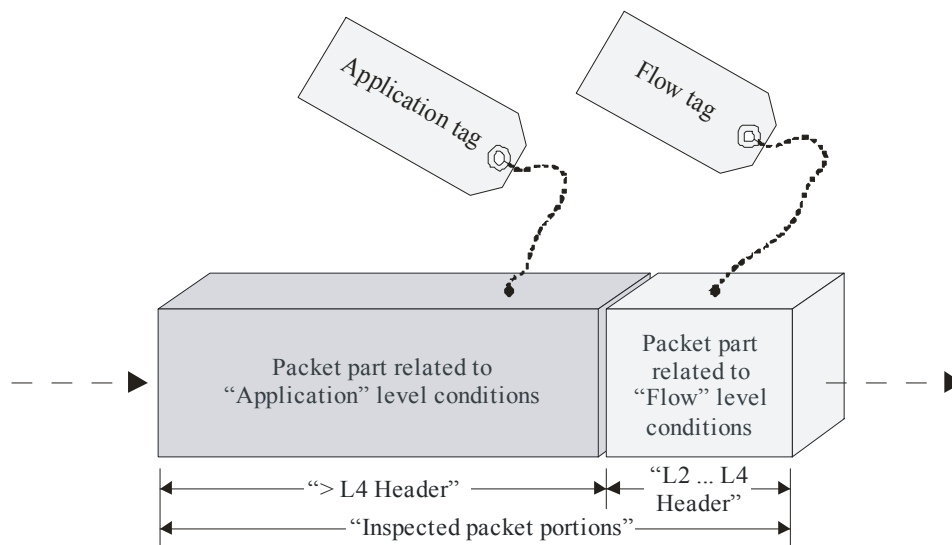 Application tag
Flow tag
Packet part related to
“Application” level conditions
Packet part
related to
“Flow” level
conditions
“> L4 Header”
“L2 ... L4
Header”
“Inspected packet portions”